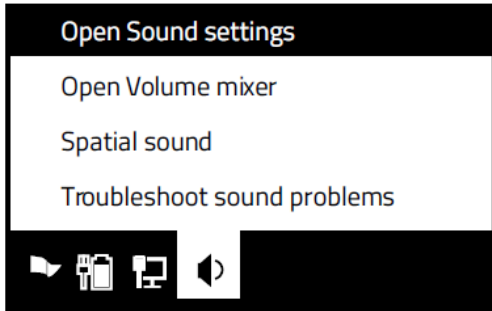 Open Sound settings
Open Volume mixer
Spatial sound
Troubleshoot sound problems